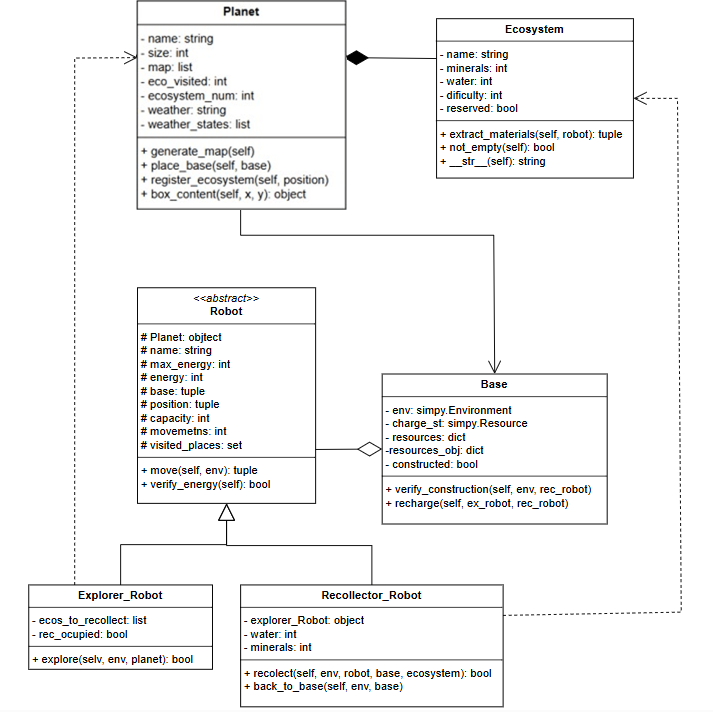 Planet
- name: string
- size: int
- map: list
- eco_visited: int
- ecosystem_num: int
- weather: string
- weather_states: list
+ generate_map(self)
+ place_base(self, base)
+ register_ecosystem(self, position)
+ box_content(self, x, y): object
Ecosystem
- name: string
- minerals: int
- water: int
- dificulty: int
- reserved: bool
+ extract_materials(self, robot): tuple
+ not_empty(self): bool
+ __str__(self): string
<<abstract>>
Robot
# Planet: objtect
# name: string
# max_energy: int
# energy: int
# base: tuple
# position: tuple
# capacity: int
# movemetns: int
# visited_places: set
+ move(self, env): tuple
+ verify_energy(self): bool
Base
- env: simpy.Environment
- charge_st: simpy.Resource
- resources: dict
-resources_obj: dict
- constructed: bool
+ verify_construction(self, env, rec_robot)
+ recharge(self, ex_robot, rec_robot)
Explorer_Robot
- ecos_to_recollect: list
- rec_ocupied: bool
+ explore(selv, env, planet): bool
Recollector_Robot
- explorer_Robot: object
- water: int
- minerals: int
+ recolect(self, env, robot, base, ecosystem): bool
+ back_to_base(self, env, base)